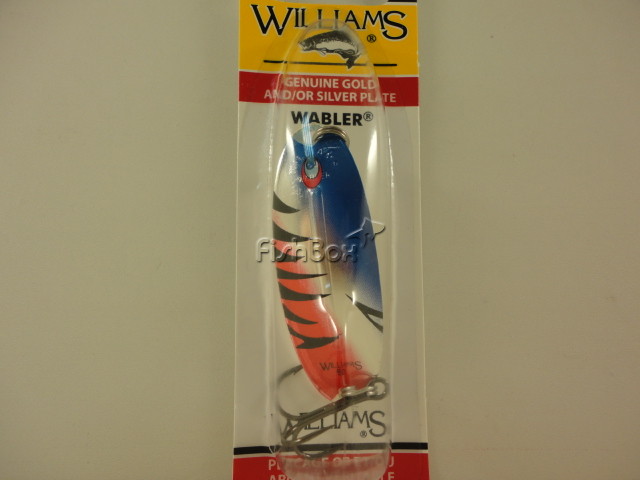 WILLIAMS
®
GENUINE GOLD
AND/OR SILVER PLATE
WABLER®
FishBox
WILLIAMS
WILLIAMS
®